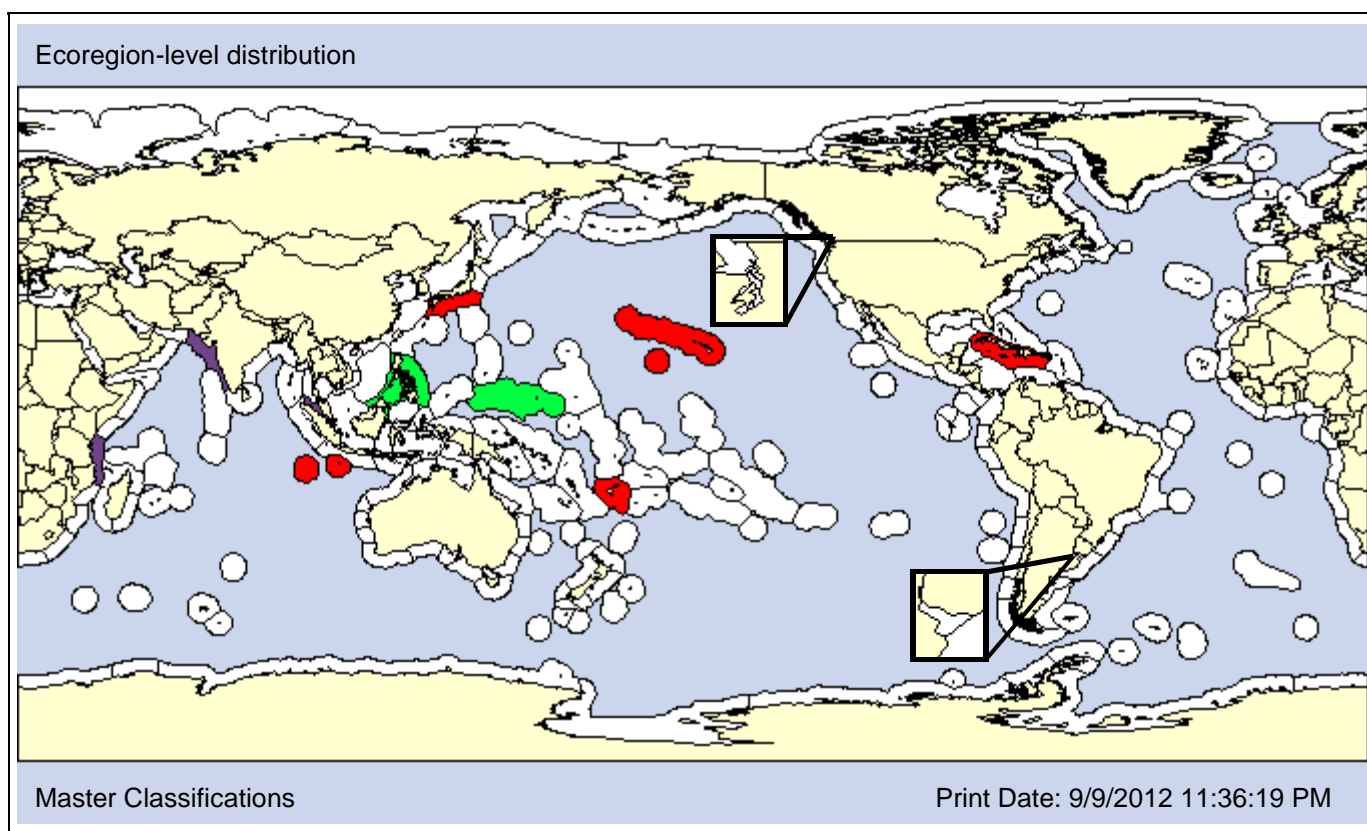 Ecoregion-level distribution
Master Classifications
Print Date: 9/9/2012 11:36:19 PM